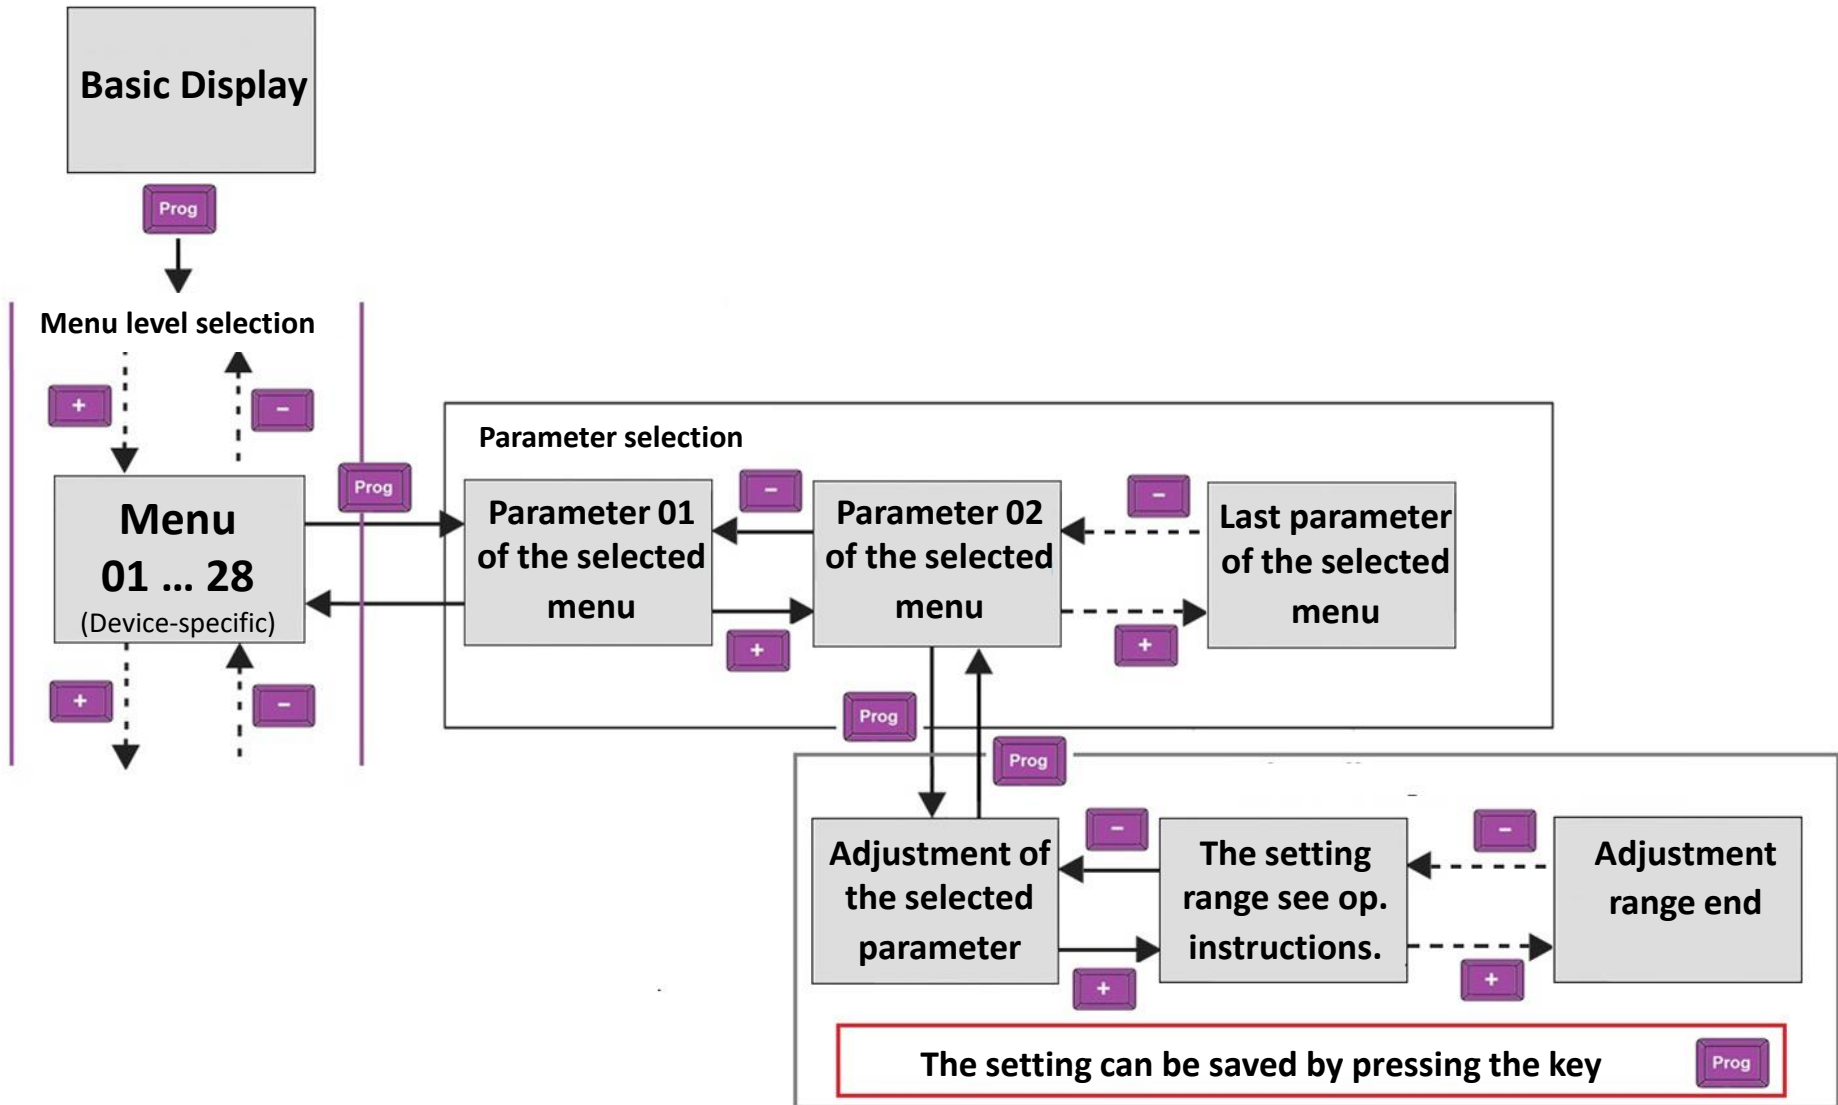 Basic Display
Prog
Menu level selection
+
−
Prog
Menu
01 ... 28
(Device-specific)
+
−
Parameter selection
Parameter 01
of the selected
menu
−
+
Parameter 02
of the selected
menu
−
+
Last parameter
of the selected
menu
Prog
Prog
Adjustment of
the selected
parameter
−
+
The setting
range see op.
instructions.
−
+
Adjustment
range end
The setting can be saved by pressing the key
Prog